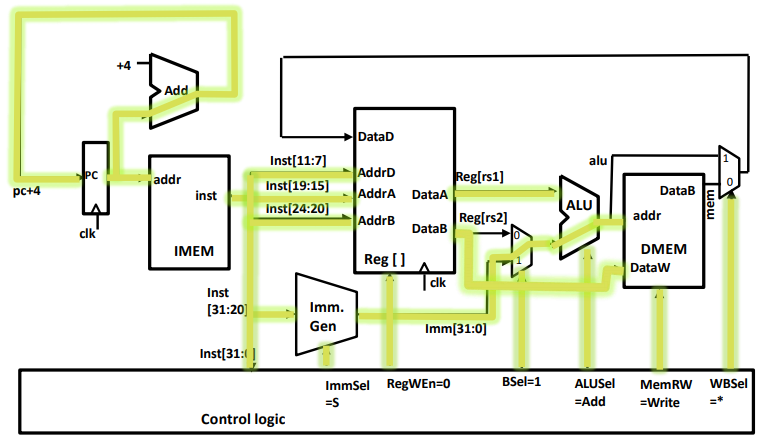 +4
Add
pc+4
PC
clk
addr
inst
IMEM
Inst[11:7]
Inst[19:15]
Inst[24:20]
DataD
AddrD
AddrA
DataA
AddrB
DataB
Reg [ ]
clk
Reg[rs1]
Reg[rs2]
0
1
ALU
alu
addr
DataB
DMEM
DataW
mem
1
0
Inst
[31:20]
Imm.
Gen
Imm[31:0]
Inst[31:0]
ImmSel
=S
RegWEn=0
BSel=1
ALUSel
=Add
MemRW
=Write
WBSel
=*
Control logic